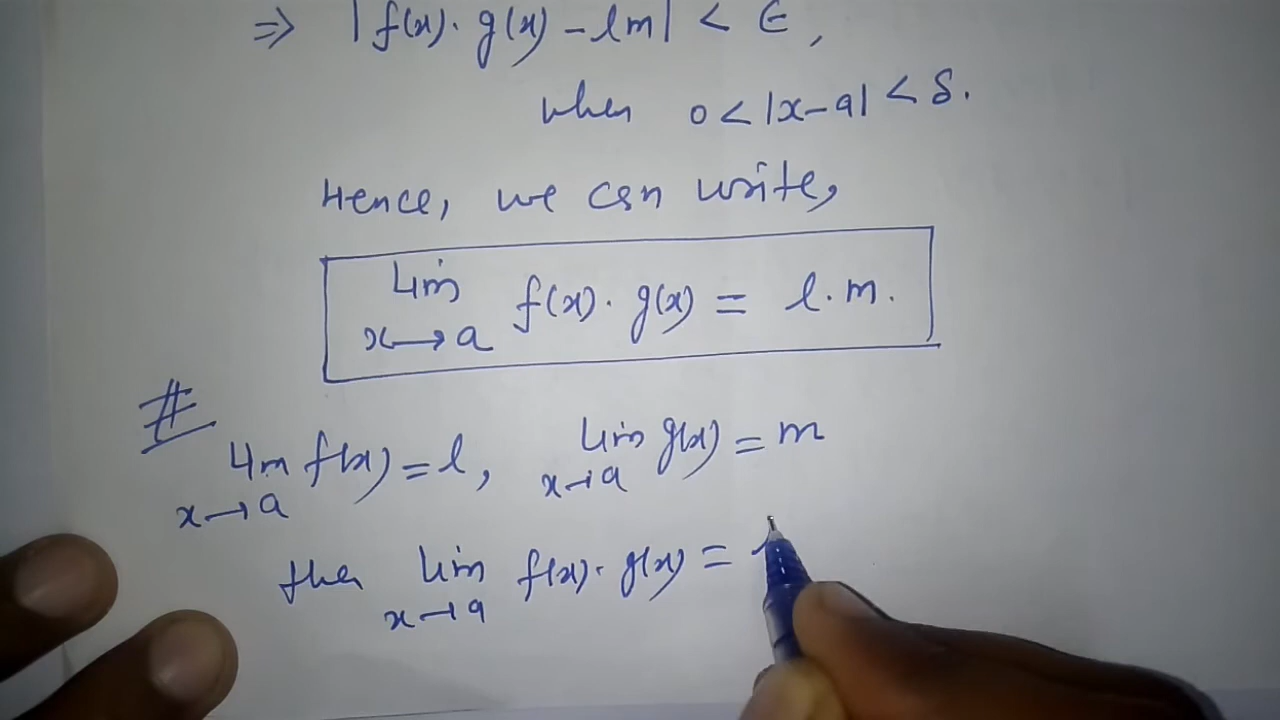 ⇒ |f(x)· g(x) - lm| < ∈,
when 0 < |x-a| < δ.
Hence, we can write,
lim x→a f(x)· g(x) = l·m.
#
lim x→a f(x) = l, lim x→a g(x) = m
then lim x→a f(x)· g(x) =